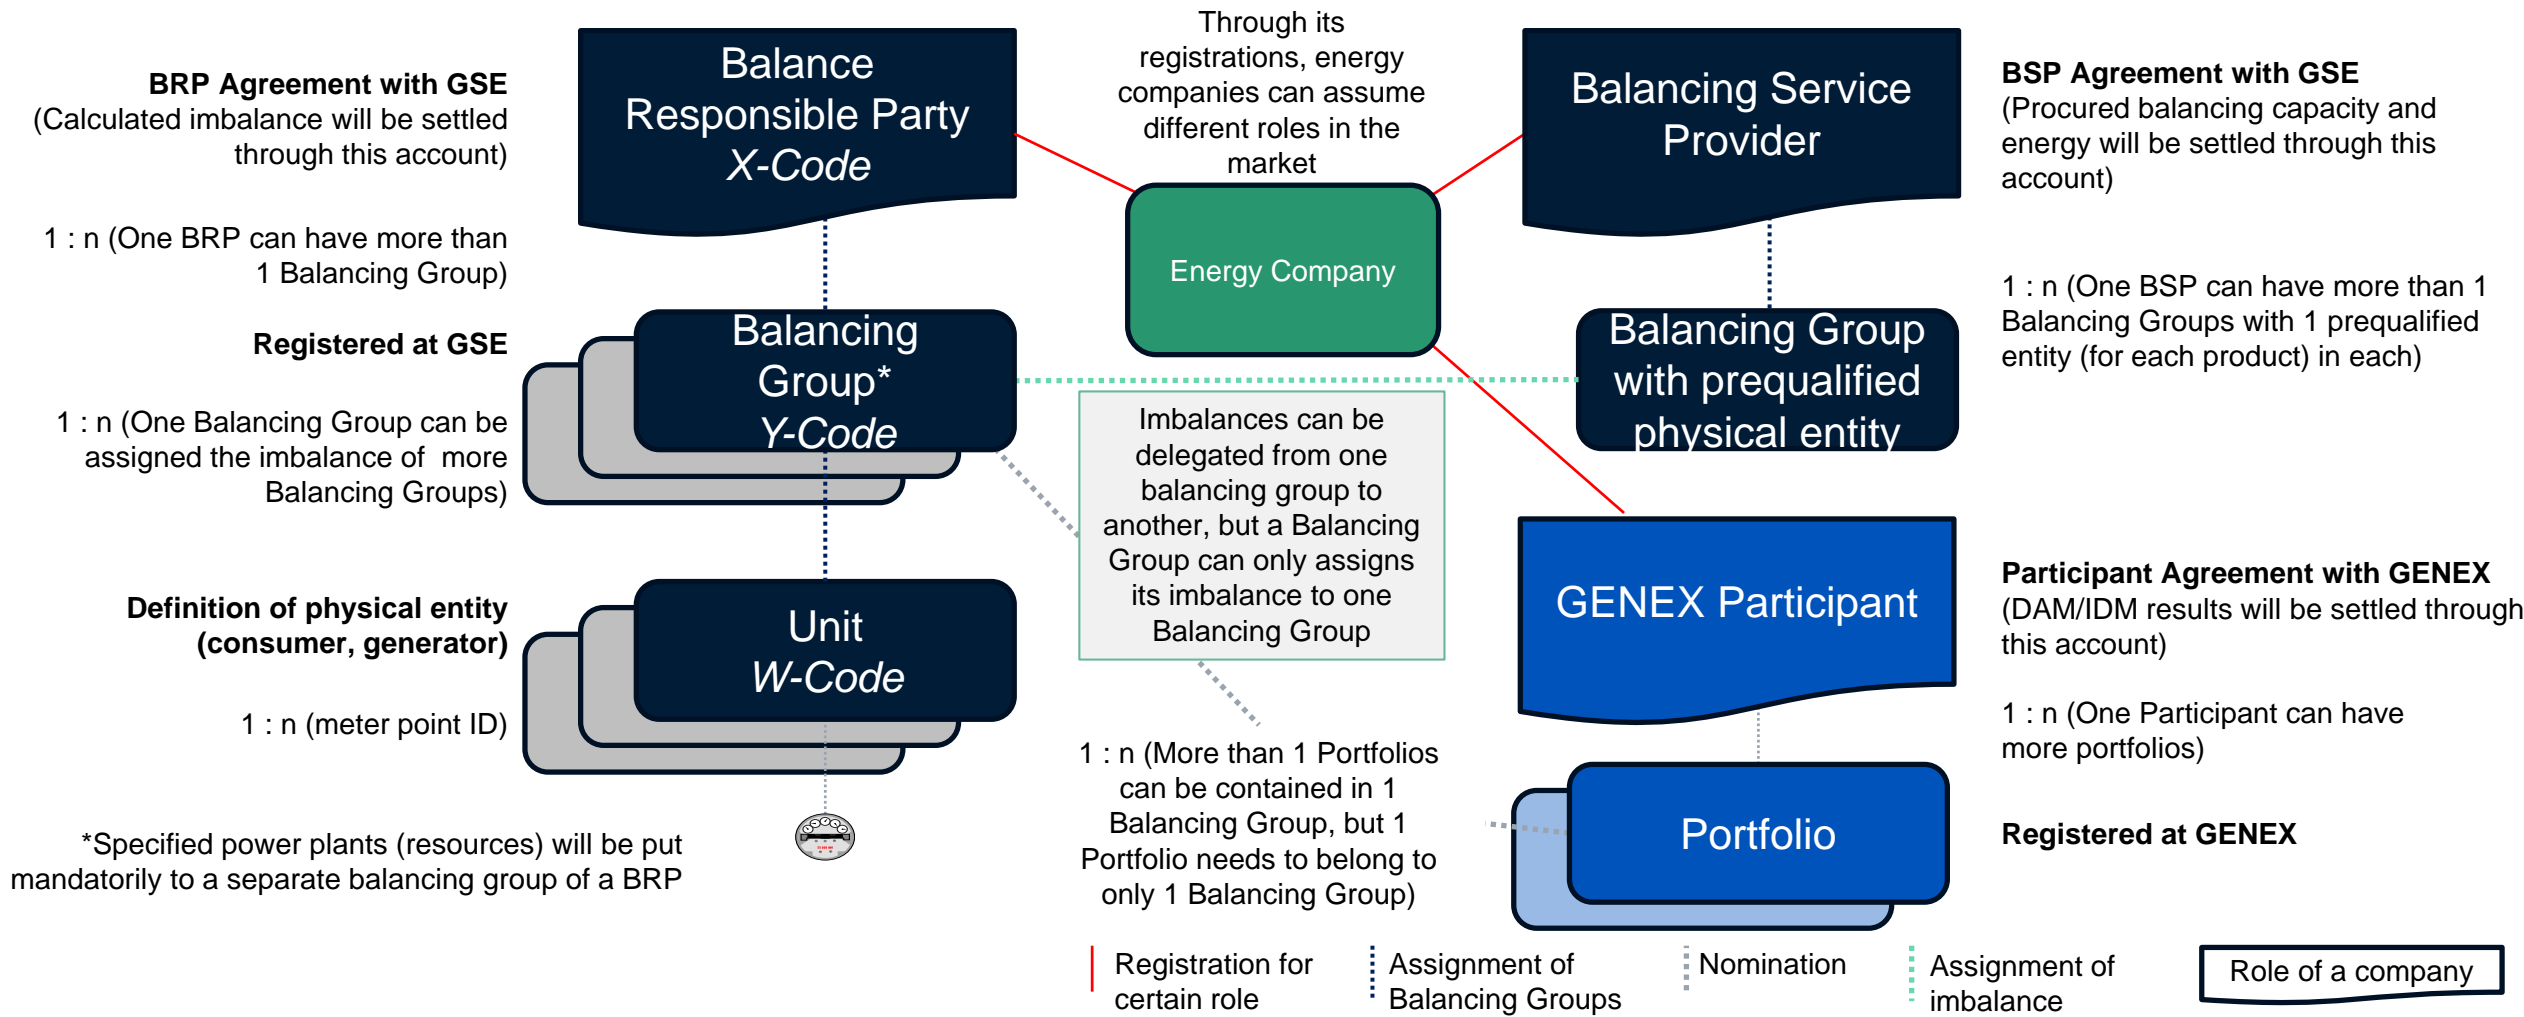 Through its
registrations, energy
companies can assume
different roles in the
market
BRP Agreement with GSE
(Calculated imbalance will be settled
through this account)
1 : n (One BRP can have more than
1 Balancing Group)
Registered at GSE
1 : n (One Balancing Group can be
assigned the imbalance of  more
Balancing Groups)
Definition of physical entity
(consumer, generator)
1 : n (meter point ID)
*Specified power plants (resources) will be put
mandatorily to a separate balancing group of a BRP
Balance
Responsible Party
X-Code
Balancing
Group*
Y-Code
Unit
W-Code
Energy Company
Imbalances can be
delegated from one
balancing group to
another, but a Balancing
Group can only assigns
its imbalance to one
Balancing Group
1 : n (More than 1 Portfolios
can be contained in 1
Balancing Group, but 1
Portfolio needs to belong to
only 1 Balancing Group)
Balancing Service
Provider
Balancing Group
with prequalified
physical entity
GENEX Participant
Portfolio
BSP Agreement with GSE
(Procured balancing capacity and
energy will be settled through this
account)
1 : n (One BSP can have more than 1
Balancing Groups with 1 prequalified
entity (for each product) in each)
Participant Agreement with GENEX
(DAM/IDM results will be settled through
this account)
1 : n (One Participant can have
more portfolios)
Registered at GENEX
Registration for
certain role
Assignment of
Balancing Groups
Nomination
Assignment of
imbalance
Role of a company